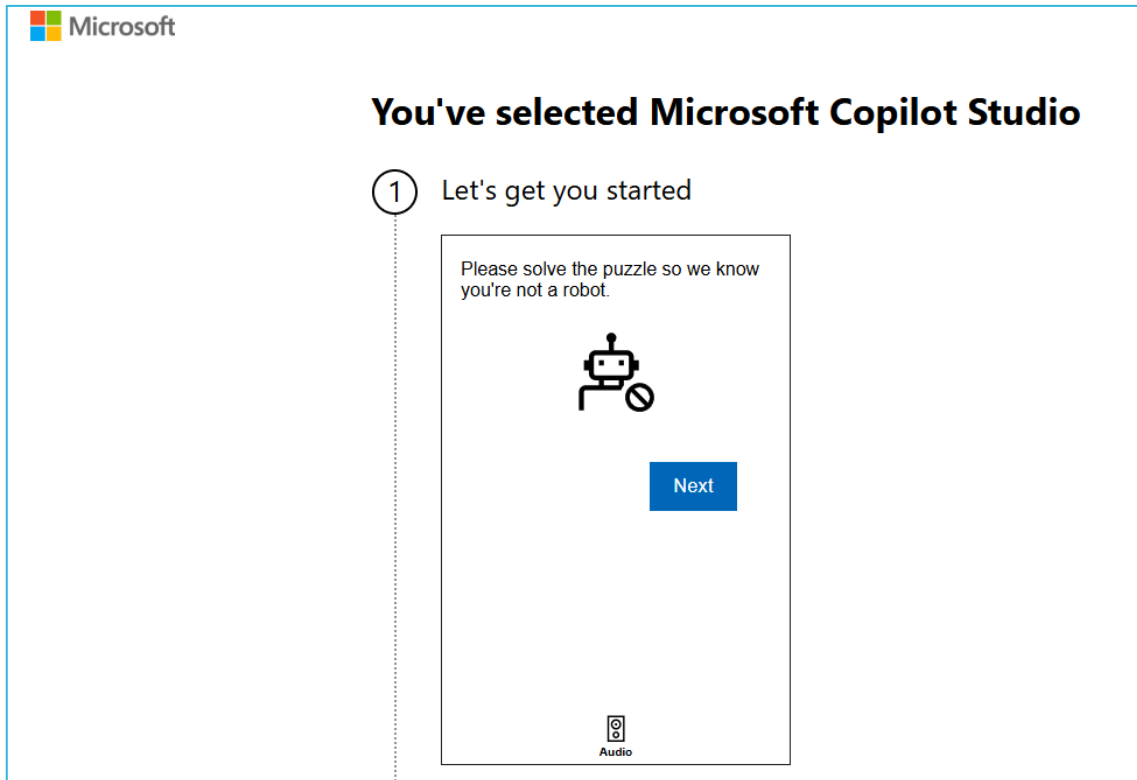 Microsoft
You've selected Microsoft Copilot Studio
1 Let's get you started
Please solve the puzzle so we know
you're not a robot.
Next
Audio